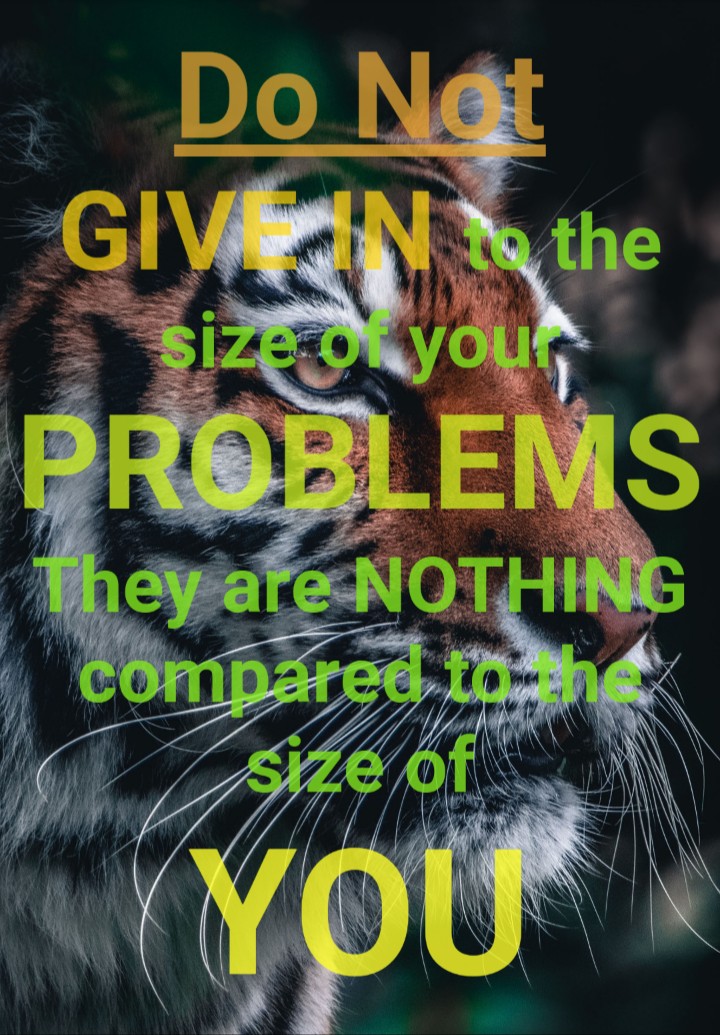 Do Not
GIVE IN to the
size of your
PROBLEMS
They are NOTHING
compared to the
size of
YOU